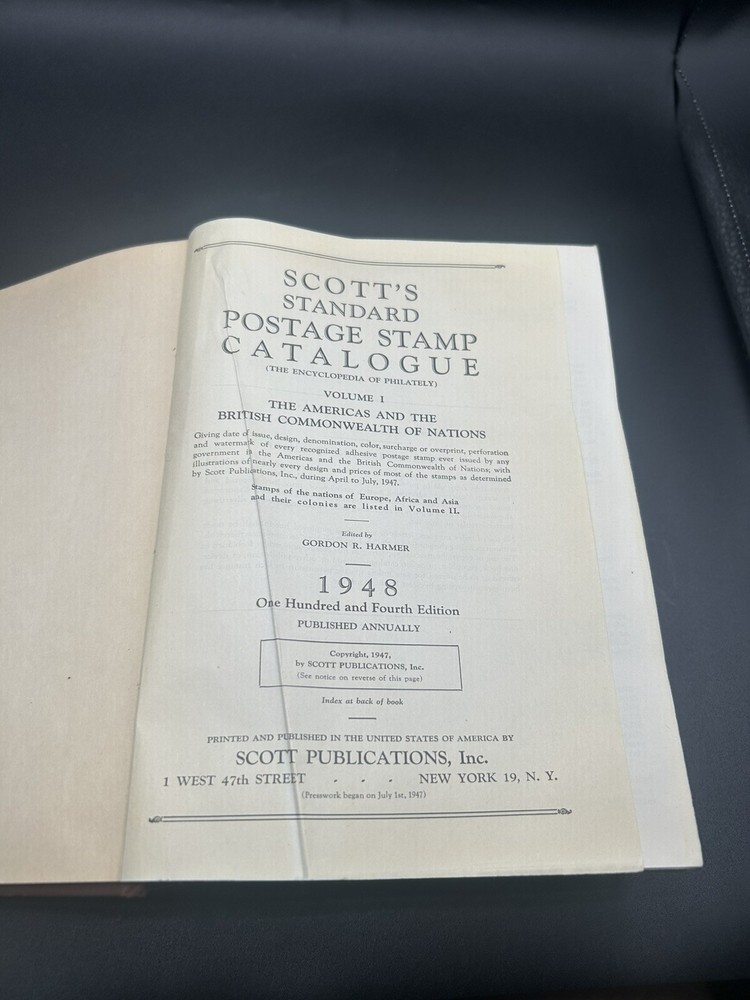 SCOTT'S
STANDARD
POSTAGE STAMP
CATALOGUE
(THE ENCYCLOPEDIA OF PHILATELY)
VOLUME I
THE AMERICAS AND THE
BRITISH COMMONWEALTH OF NATIONS
Giving date of issue, design, denomination, color, surcharge or overprint, perforation
and watermark of every recognized adhesive postage stamp ever issued by any
government in the Americas and the British Commonwealth of Nations; with
illustrations of nearly every design and prices of most of the stamps as determined
by Scott Publications, Inc., during April to July, 1947.
Stamps of the nations of Europe, Africa and Asia
and their colonies are listed in Volume II.
Edited by
GORDON R. HARMER
1948
One Hundred and Fourth Edition
PUBLISHED ANNUALLY
Copyright, 1947,
by SCOTT PUBLICATIONS, Inc.
(See notice on reverse of this page)
Index at back of book
PRINTED AND PUBLISHED IN THE UNITED STATES OF AMERICA BY
SCOTT PUBLICATIONS, Inc.
1 WEST 47th STREET - - - NEW YORK 19, N. Y.
(Presswork began on July 1st, 1947)